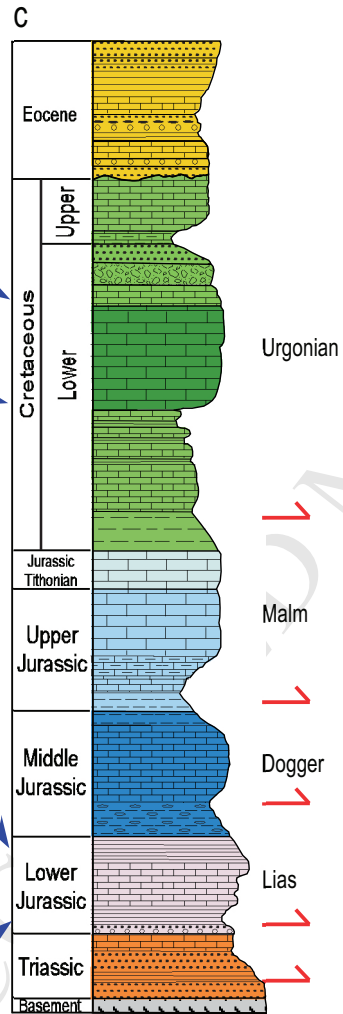 C
Eocene
Upper
Cretaceous
Lower
Urgonian
Jurassic
Tithonian
Malm
Upper
Jurassic
Middle
Jurassic
Dogger
Lower
Jurassic
Lias
Triassic
Basement